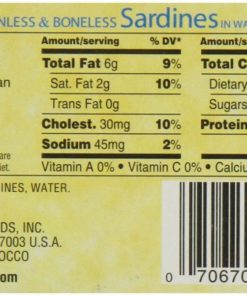 NLESS & BONELESS Sardines IN WA
Amount/serving % DV* Amount/s
Total Fat 6g 9% Total C
Sat. Fat 2g 10% Dietary
Trans Fat 0g Sugars
Cholest. 30mg 10% Protein
Sodium 45mg 2%
an
are
iet.
Vitamin A 0% • Vitamin C 0% • Calciu
INES, WATER.
DS, INC.
7003 U.S.A.
OCCO
.com
0 70670